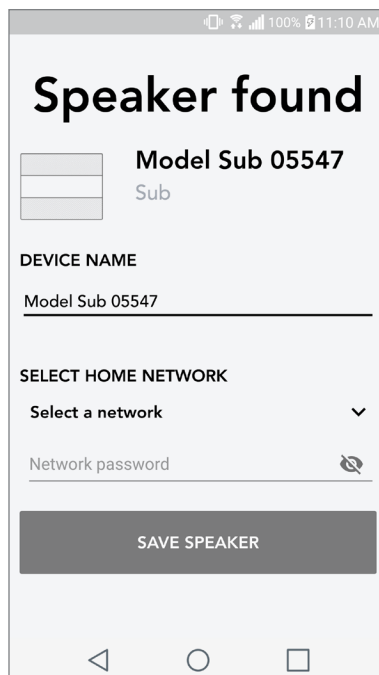 100% 11:10 AM
Speaker found
Model Sub 05547
Sub
DEVICE NAME
Model Sub 05547
SELECT HOME NETWORK
Select a network
Network password
SAVE SPEAKER